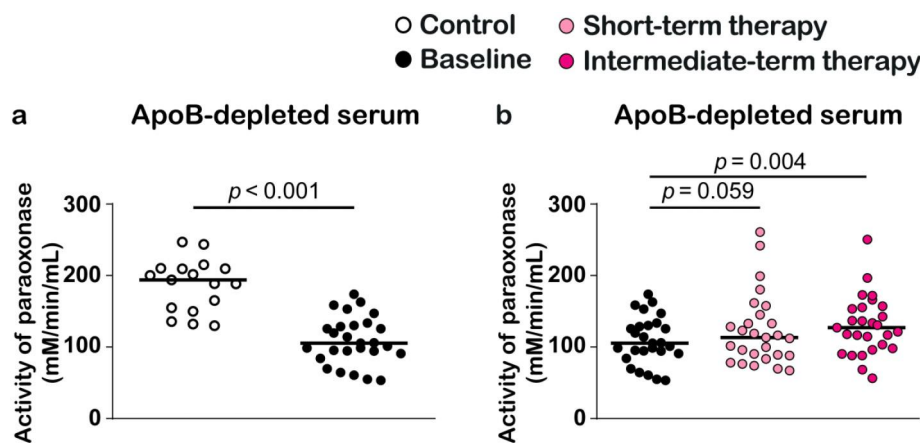 Control
Short-term therapy
Baseline
Intermediate-term therapy
a
ApoB-depleted serum
b
ApoB-depleted serum
Activity of paraoxonase
(mM/min/mL)
300
200
100
0
p < 0.001
Activity of paraoxonase
(mM/min/mL)
300
200
100
0
p = 0.004
p = 0.059